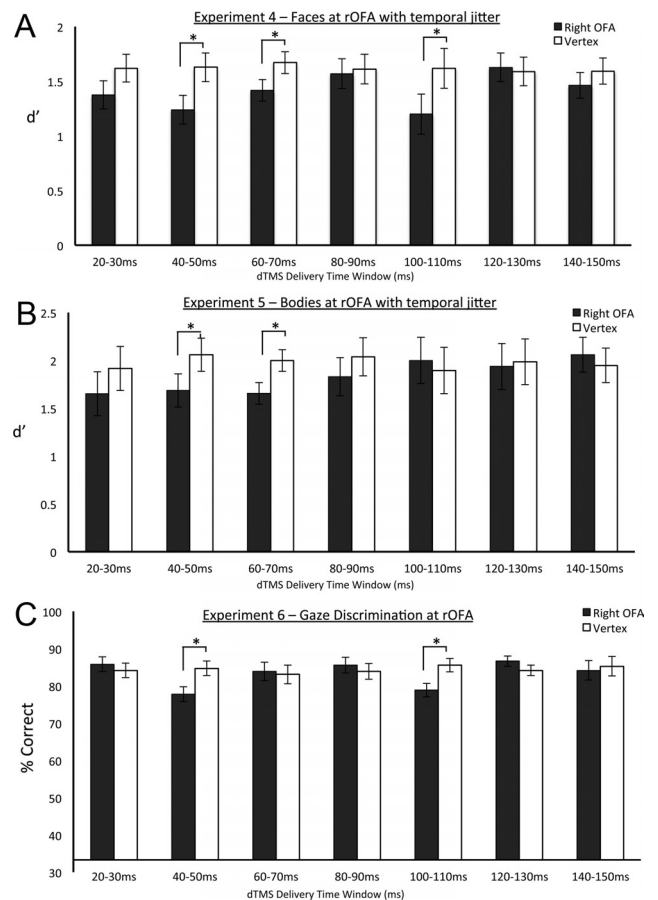 A
Experiment 4 – Faces at rOFA with temporal jitter
Right OFA
Vertex
2
1.5
1
0.5
0
d’
*
*
*
20-30ms 40-50ms 60-70ms 80-90ms 100-110ms 120-130ms 140-150ms
dTMS Delivery Time Window (ms)
B
Experiment 5 – Bodies at rOFA with temporal jitter
Right OFA
Vertex
2.5
2
1.5
1
0.5
0
d’
*
*
20-30ms 40-50ms 60-70ms 80-90ms 100-110ms 120-130ms 140-150ms
dTMS Delivery Time Window (ms)
C
Experiment 6 – Gaze Discrimination at rOFA
Right OFA
Vertex
100
90
80
70
60
50
40
30
% Correct
*
*
20-30ms 40-50ms 60-70ms 80-90ms 100-110ms 120-130ms 140-150ms
dTMS Delivery Time Window (ms)